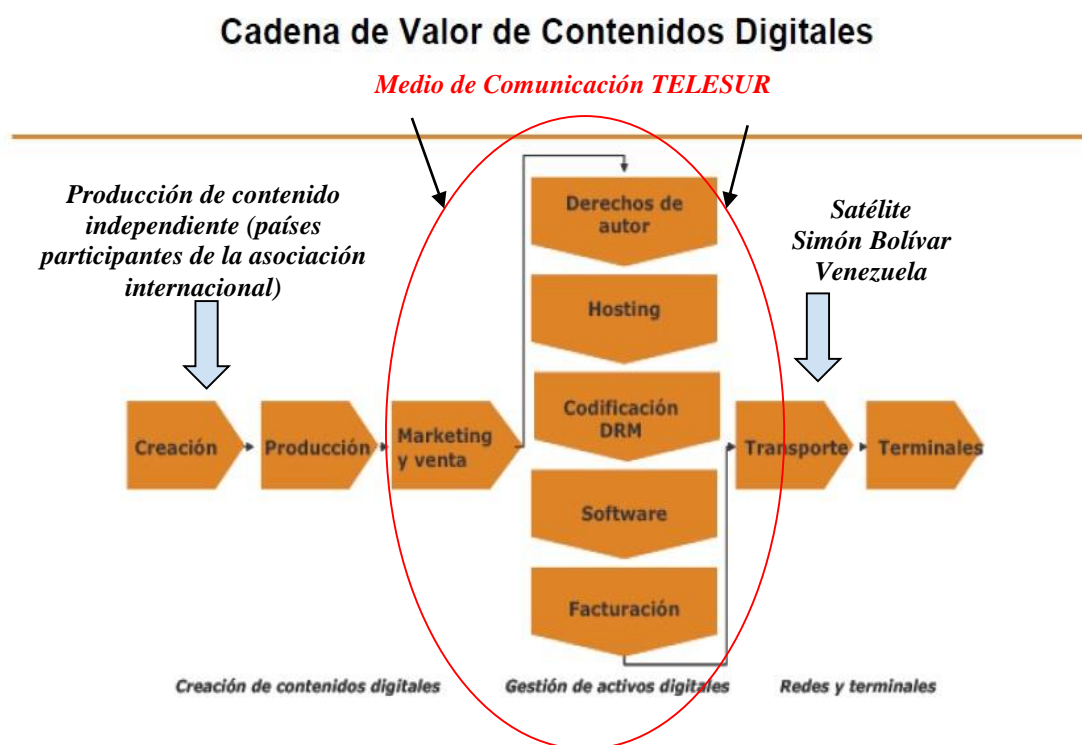 Cadena de Valor de Contenidos Digitales
Medio de Comunicación TELESUR
Producción de contenido
independiente (países
participantes de la asociación
internacional)
Satélite
Simón Bolívar
Venezuela
Creación
Producción
Marketing
y venta
Derechos de
autor
Hosting
Codificación
DRM
Software
Facturación
Transporte
Terminales
Creación de contenidos digitales
Gestión de activos digitales
Redes y terminales